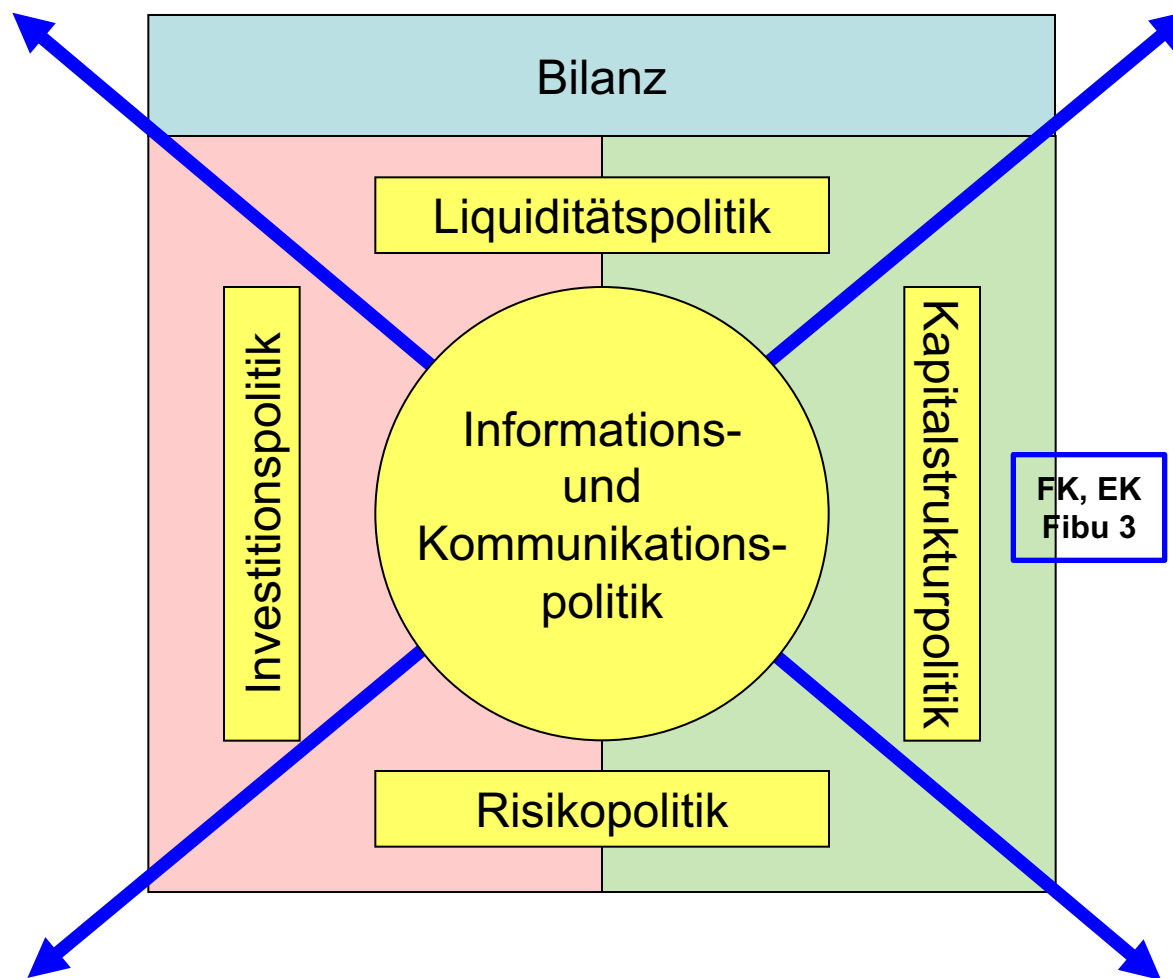 Bilanz
Liquiditätspolitik
Investitionspolitik
Informations-
und
Kommunikations-
politik
Kapitalstrukturpolitik
FK, EK
Fibu 3
Risikopolitik